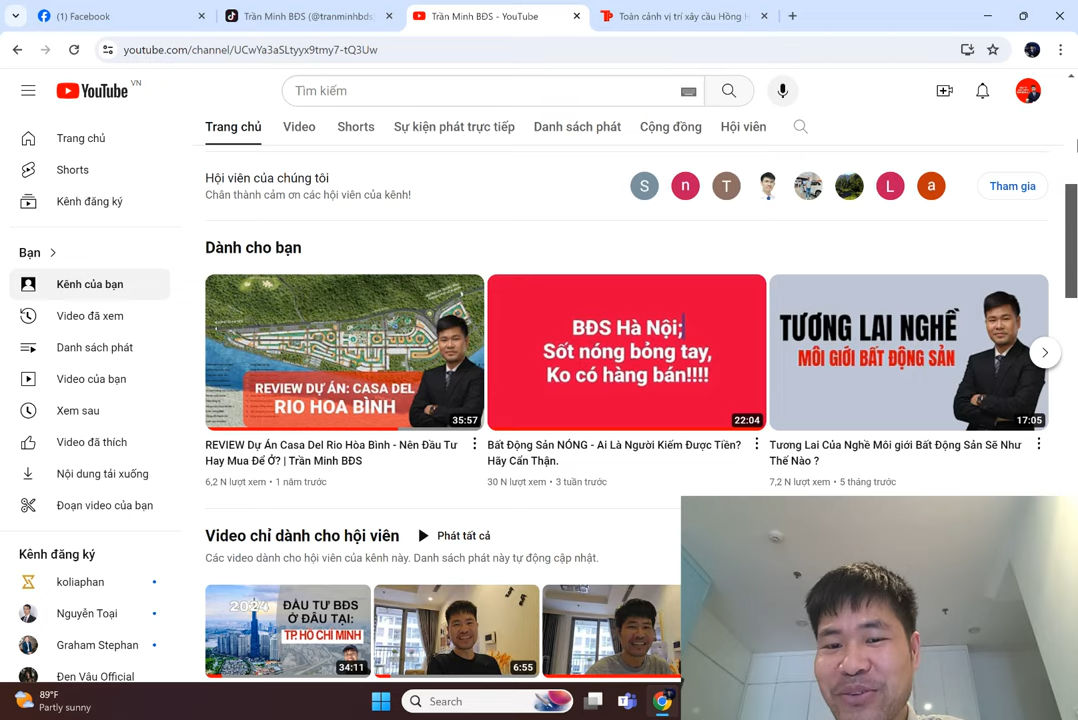 (1) Facebook
Trần Minh BĐS (@tranminhbds
Trần Minh BĐS - YouTube
Toàn cảnh vị trí xây cầu Hồng H
youtube.com/channel/UCwYa3aSLtyyx9tmy7-tQ3Uw
YouTube VN
Tìm kiếm
Trang chủ
Shorts
Kênh đăng ký
Bạn
Kênh của bạn
Video đã xem
Danh sách phát
Video của bạn
Xem sau
Video đã thích
Nội dung tải xuống
Đoạn video của bạn
Kênh đăng ký
koliaphan
Nguyễn Toại
Graham Stephan
Đen Vâu Official
Trang chủ Video Shorts Sự kiện phát trực tiếp Danh sách phát Cộng đồng Hội viên
Hội viên của chúng tôi
Chân thành cảm ơn các hội viên của kênh!
S n T L a
Tham gia
Dành cho bạn
REVIEW DỰ ÁN: CASA DEL
RIO HOA BÌNH
35:57
REVIEW Dự Án Casa Del Rio Hòa Bình - Nên Đầu Tư
Hay Mua Để Ở? | Trần Minh BĐS
6,2 N lượt xem • 1 năm trước
BĐS Hà Nội;
Sốt nóng bỏng tay,
Ko có hàng bán!!!!
22:04
Bất Động Sản NÓNG - Ai Là Người Kiếm Được Tiền?
Hãy Cẩn Thận.
30 N lượt xem • 3 tuần trước
TƯƠNG LAI NGHỀ
MÔI GIỚI BẤT ĐỘNG SẢN
17:05
Tương Lai Của Nghề Môi giới Bất Động Sản Sẽ Như
Thế Nào ?
7,2 N lượt xem • 5 tháng trước
Video chỉ dành cho hội viên
Phát tất cả
Các video dành cho hội viên của kênh này. Danh sách phát này tự động cập nhật.
2024
ĐẦU TƯ BĐS
Ở ĐÂU TẠI:
TP. HỒ CHÍ MINH
34:11
6:55
89°F
Partly sunny
Search